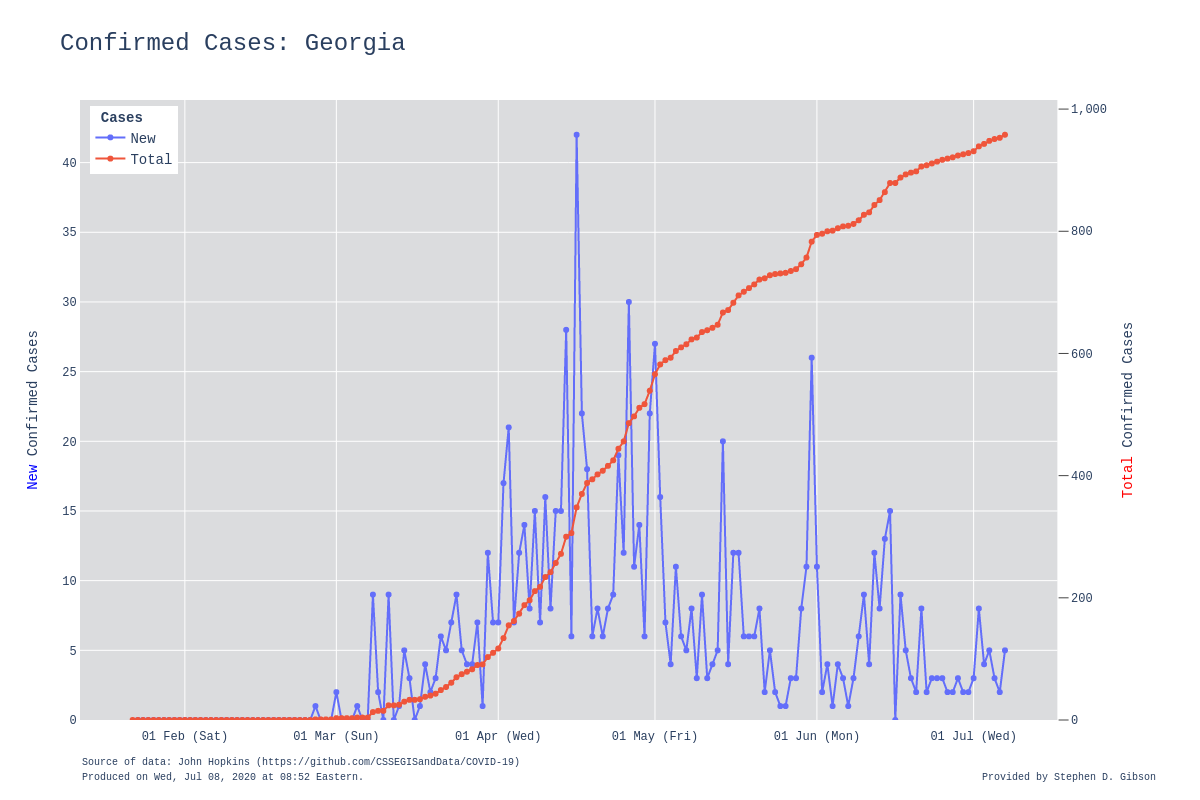 Confirmed Cases: Georgia
Cases
New
Total
1,000
800
600
400
200
0
40
35
30
25
20
15
10
5
0
New Confirmed Cases
Total Confirmed Cases
01 Feb (Sat)
01 Mar (Sun)
01 Apr (Wed)
01 May (Fri)
01 Jun (Mon)
01 Jul (Wed)
Source of data: John Hopkins (https://github.com/CSSEGISandData/COVID-19)
Produced on Wed, Jul 08, 2020 at 08:52 Eastern.
Provided by Stephen D. Gibson